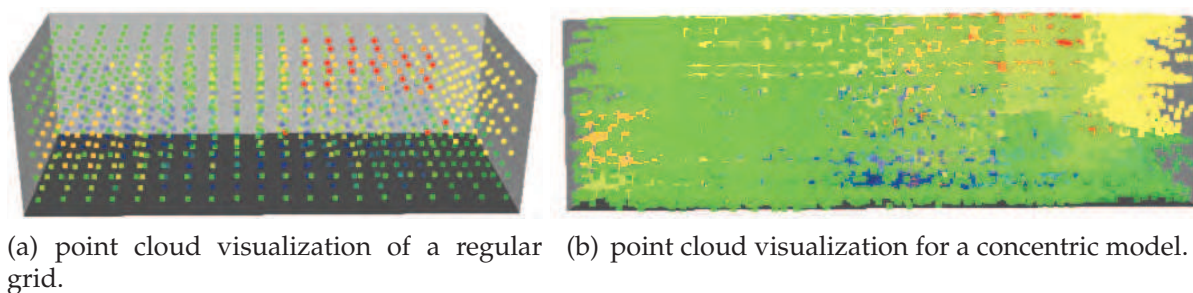 (a) point cloud visualization of a regular
grid.
(b) point cloud visualization for a concentric model.